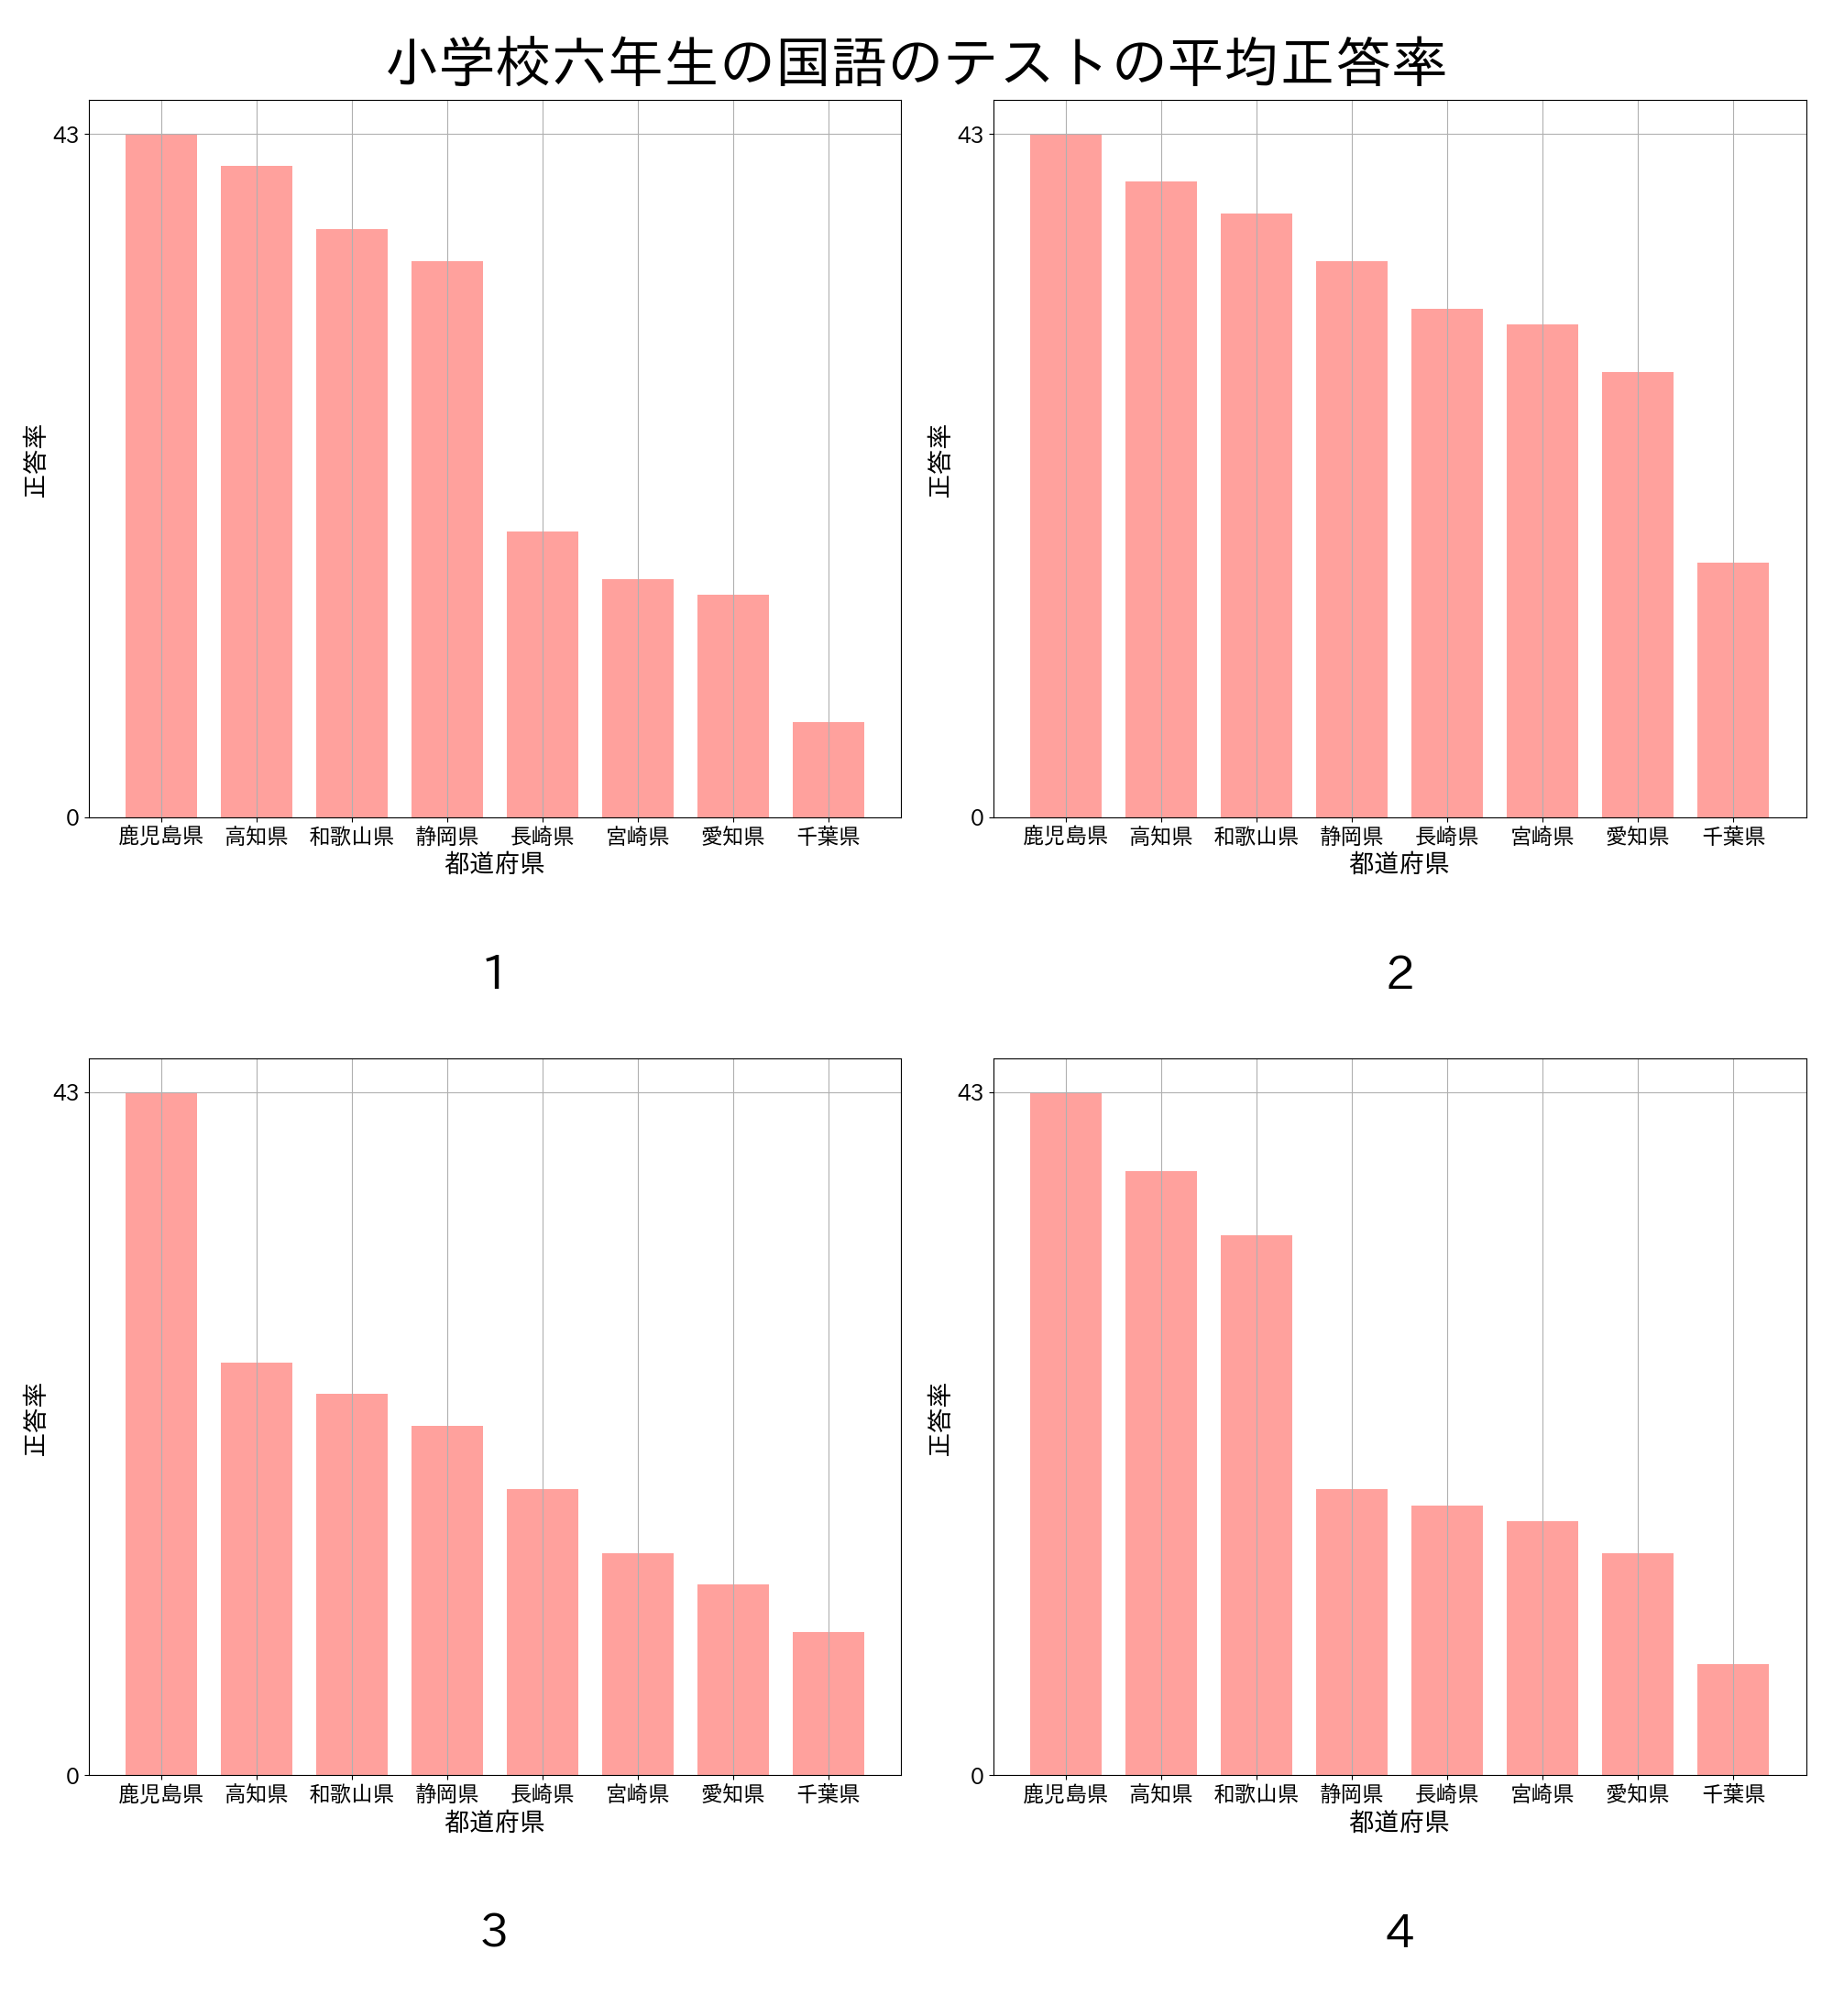 小学校六年生の国語のテストの平均正答率
43
0
正答率
鹿児島県 高知県 和歌山県 静岡県 長崎県 宮崎県 愛知県 千葉県
都道府県
1
43
0
正答率
鹿児島県 高知県 和歌山県 静岡県 長崎県 宮崎県 愛知県 千葉県
都道府県
2
43
0
正答率
鹿児島県 高知県 和歌山県 静岡県 長崎県 宮崎県 愛知県 千葉県
都道府県
3
43
0
正答率
鹿児島県 高知県 和歌山県 静岡県 長崎県 宮崎県 愛知県 千葉県
都道府県
4